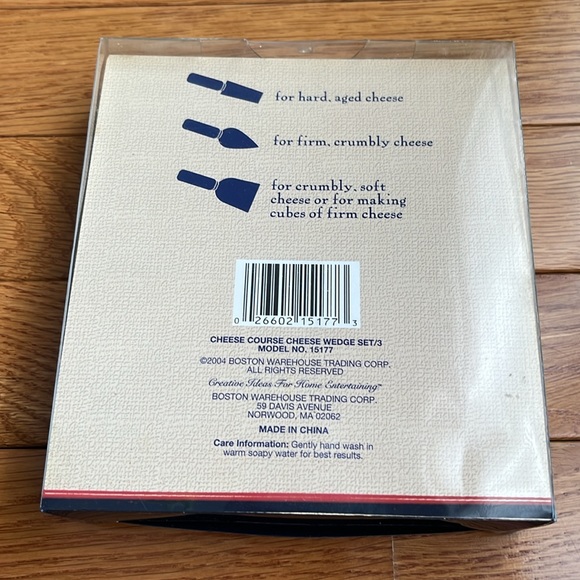 for hard, aged cheese
for firm, crumbly cheese
for crumbly, soft
cheese or for making
cubes of firm cheese
0 26602 15177 3
CHEESE COURSE CHEESE WEDGE SET/3
MODEL NO. 15177
©2004 BOSTON WAREHOUSE TRADING CORP.
ALL RIGHTS RESERVED
Creative Ideas For Home Entertaining™
BOSTON WAREHOUSE TRADING CORP.
59 DAVIS AVENUE
NORWOOD, MA 02062
MADE IN CHINA
Care Information: Gently hand wash in
warm soapy water for best results.